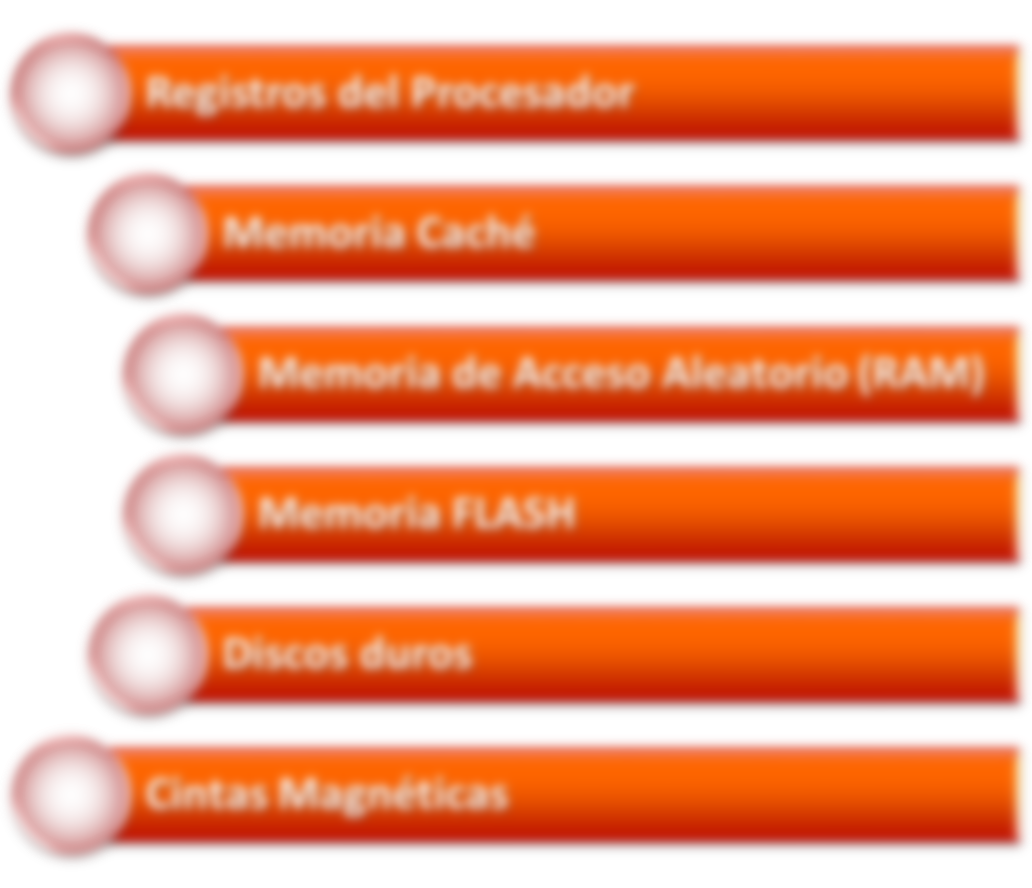 Registros del Procesador
Memoria Caché
Memoria de Acceso Aleatorio (RAM)
Memoria FLASH
Discos duros
Cintas Magnéticas